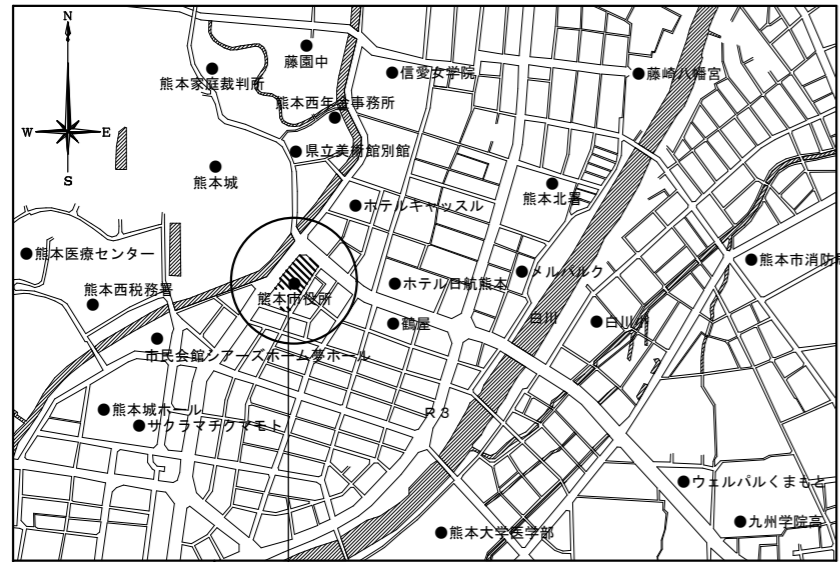 N
藤園中
信愛女学院
藤崎八幡宮
熊本家庭裁判所
熊本西年金事務所
W E
県立美術館別館
S
熊本城
熊本北署
ホテルキャッスル
熊本医療センター
熊本市消防局
メルパルク
熊本市役所
ホテル日航熊本
熊本西税務署
鶴屋
白川
白川小
市民会館シアーズホーム夢ホール
熊本城ホール
R3
サクラマチクマモト
ウェルパルくまもと
九州学院高
熊本大学医学部